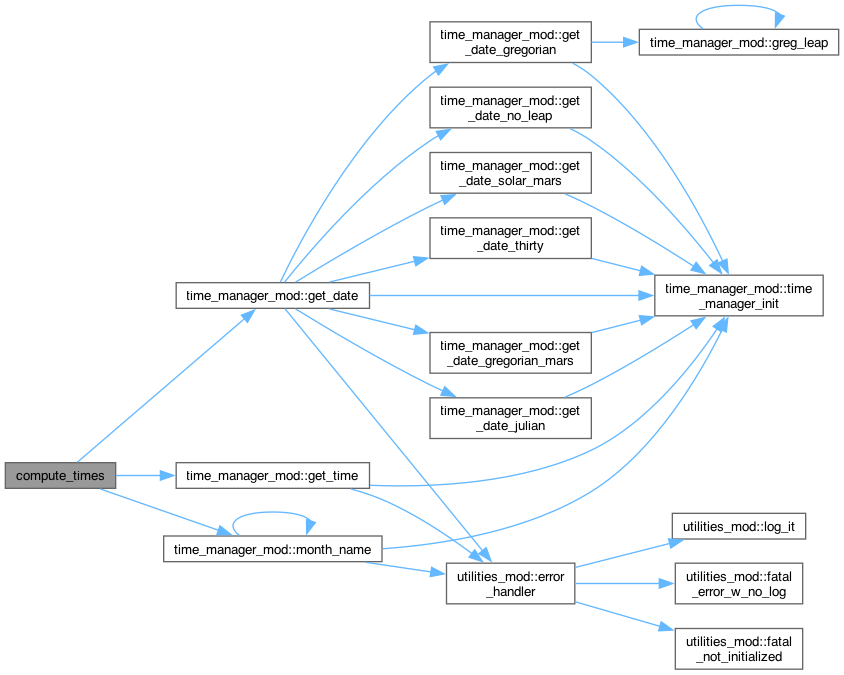 time_manager_mod::get
_date_gregorian
time_manager_mod::greg_leap
time_manager_mod::get
_date_no_leap
time_manager_mod::get
_date_solar_mars
time_manager_mod::get
_date_thirty
time_manager_mod::get_date
time_manager_mod::time
_manager_init
time_manager_mod::get
_date_gregorian_mars
time_manager_mod::get
_date_julian
compute_times
time_manager_mod::get_time
time_manager_mod::month_name
utilities_mod::log_it
utilities_mod::error
_handler
utilities_mod::fatal
_error_w_no_log
utilities_mod::fatal
_not_initialized